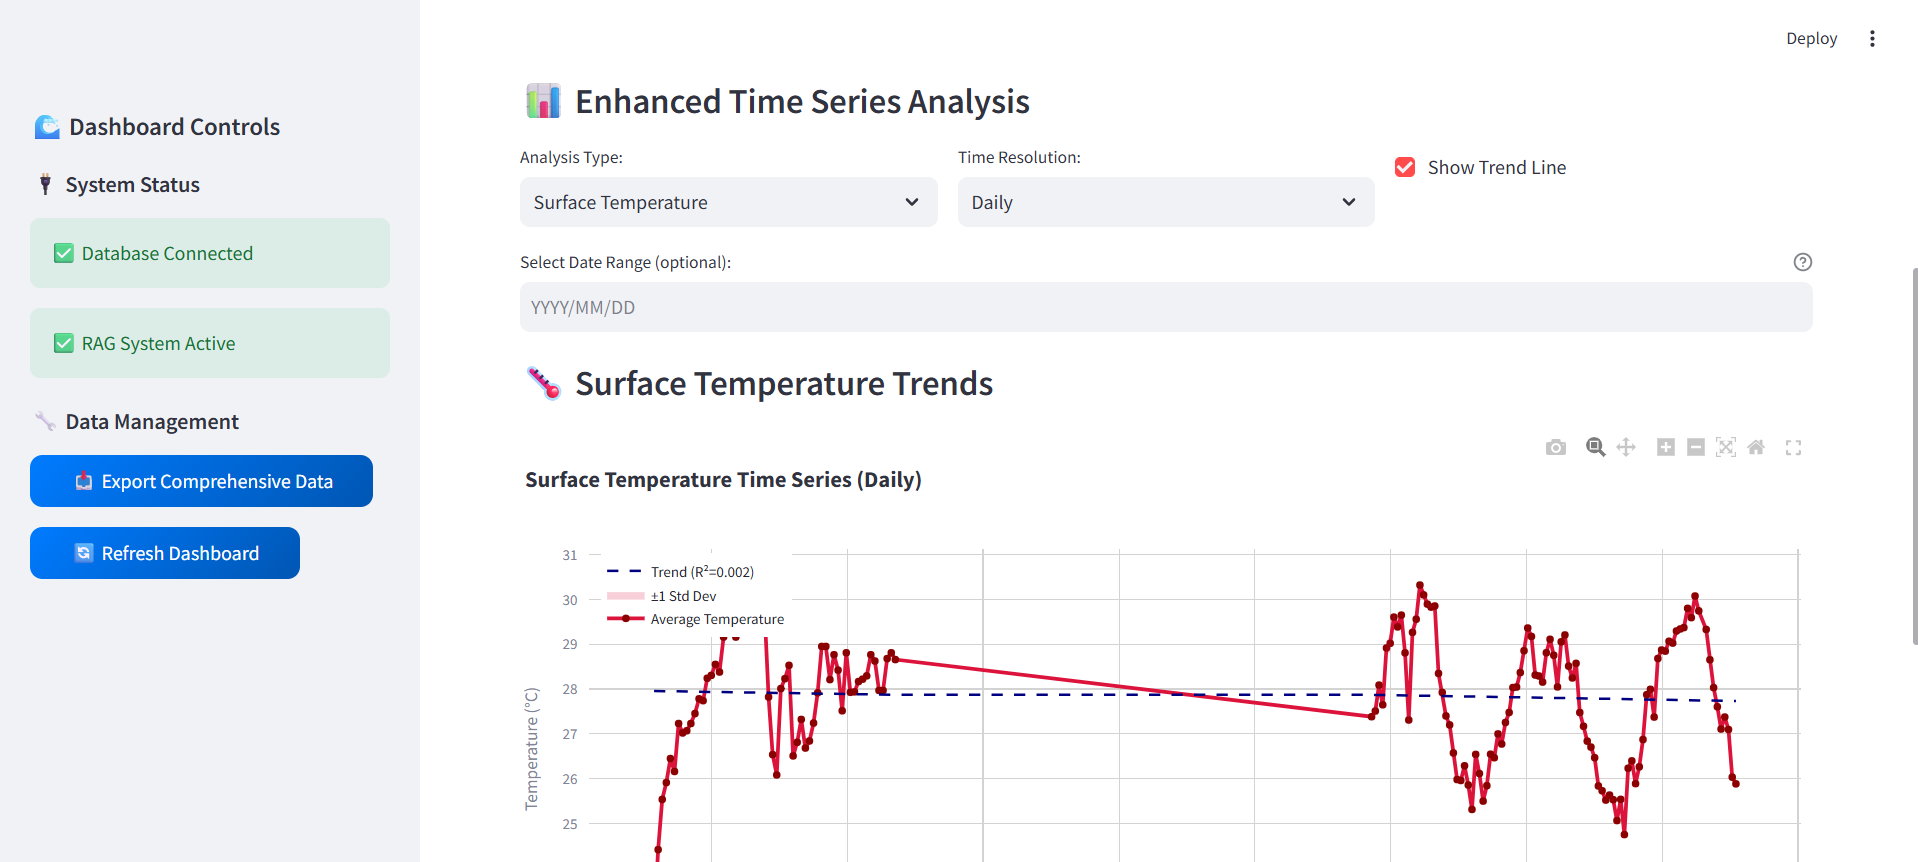 Deploy
Dashboard Controls
System Status
Database Connected
RAG System Active
Data Management
Export Comprehensive Data
Refresh Dashboard
Enhanced Time Series Analysis
Analysis Type:
Surface Temperature
Time Resolution:
Daily
Show Trend Line
Select Date Range (optional):
YYYY/MM/DD
Surface Temperature Trends
Surface Temperature Time Series (Daily)
Trend (R²=0.002)
±1 Std Dev
Average Temperature
31
30
29
28
27
26
25
Temperature (°C)